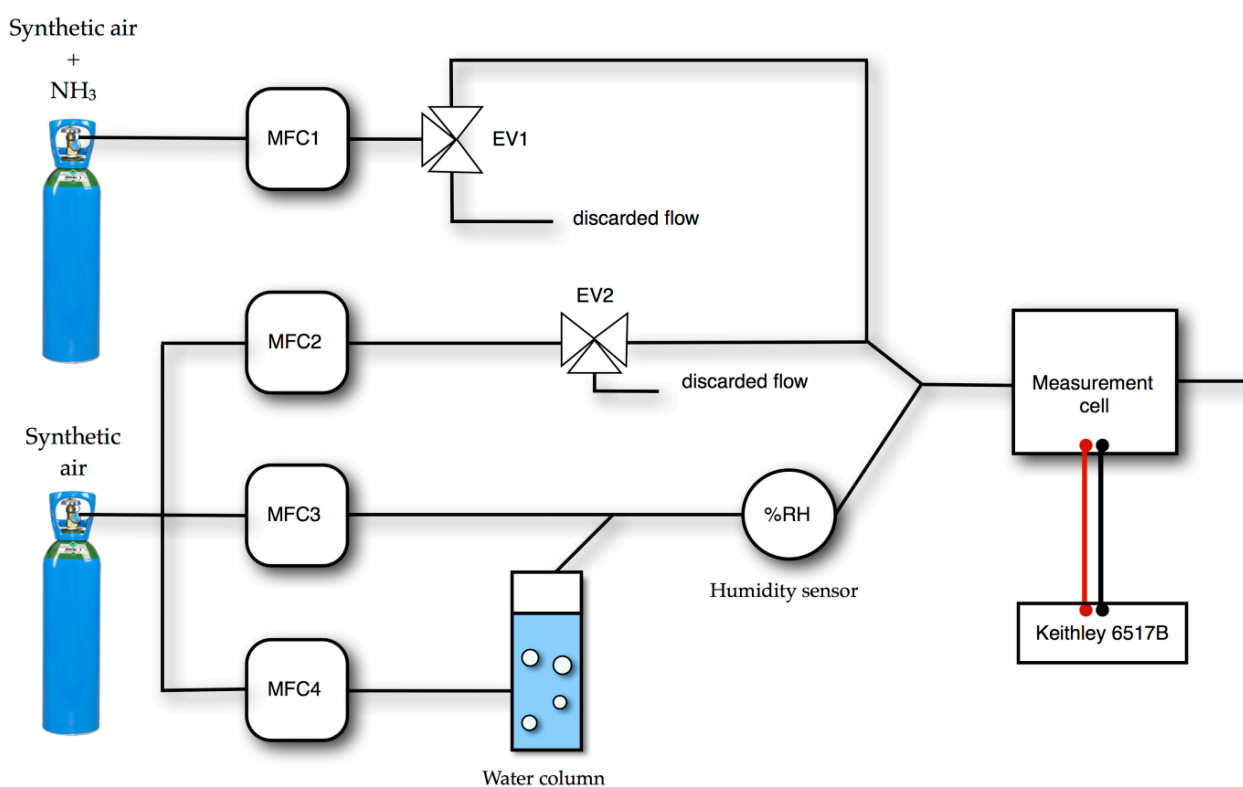 Synthetic air
+
NH₃
MFC1
EV1
discarded flow
EV2
MFC2
discarded flow
Measurement
cell
Synthetic
air
MFC3
%RH
Humidity sensor
Keithley 6517B
MFC4
Water column